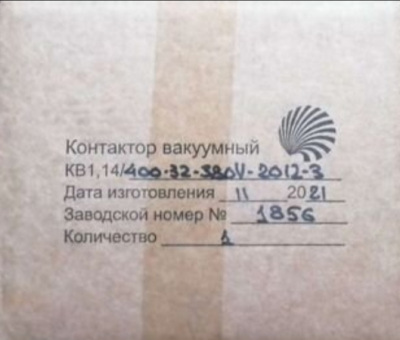 Контактор вакуумный
КВ1,14/400-32-380V-2012-3
Дата изготовления 11 2021
Заводской номер № 1856
Количество 1